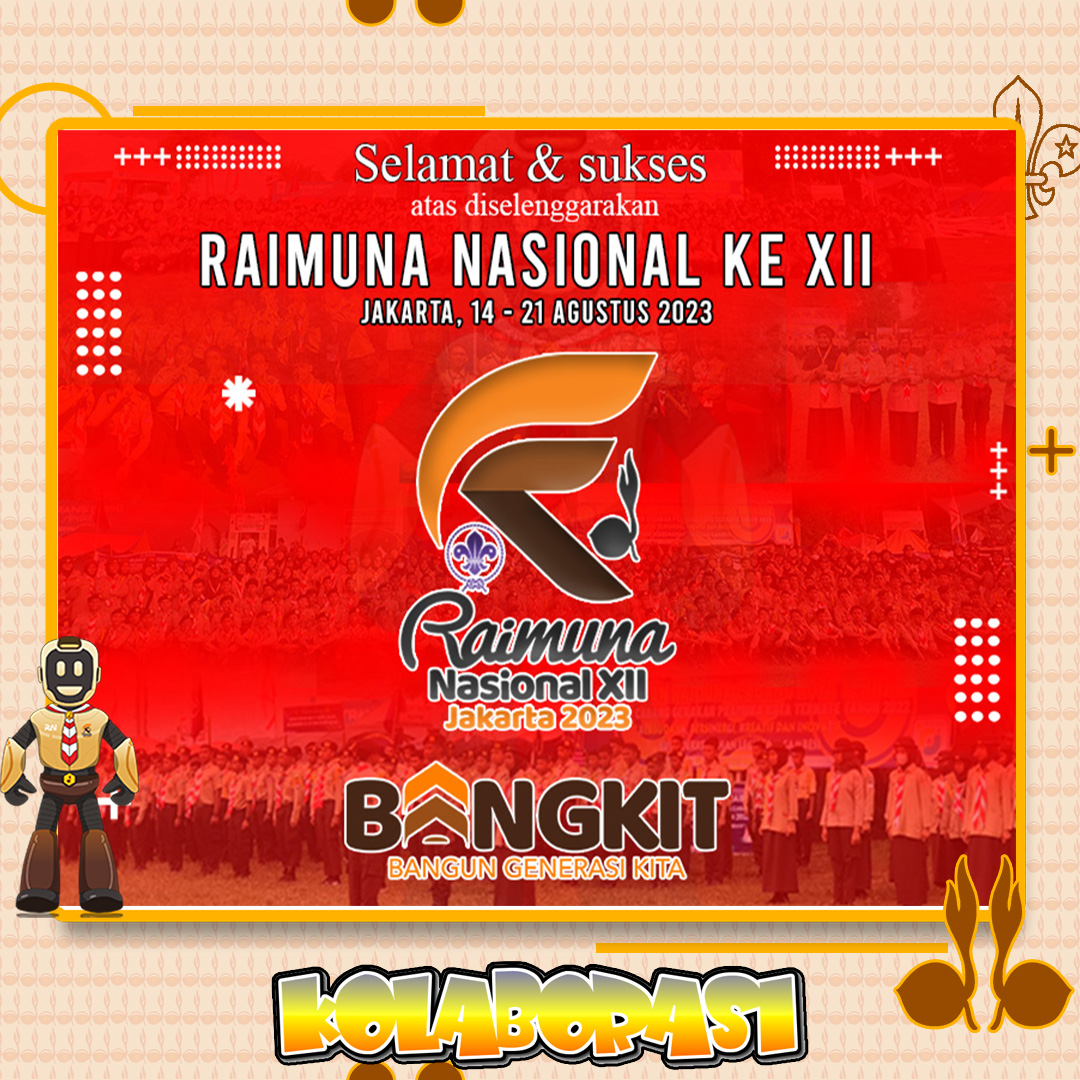 Selamat & sukses
atas diselenggarakan
RAIMUNA NASIONAL KE XII
JAKARTA, 14 - 21 AGUSTUS 2023
Raimuna
Nasional XII
Jakarta 2023
BANGKIT
BANGUN GENERASI KITA
KOLABORASI